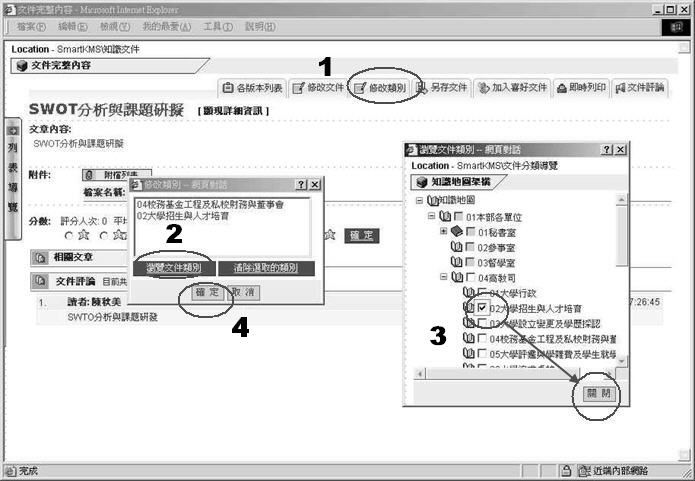 文件完整內容 - Microsoft Internet Explorer
檔案(F) 編輯(E) 檢視(V) 我的最愛(A) 工具(T) 說明(H)
Location - SmartKMS\知識文件
文件完整內容
1
各版本列表 修改文件 修改類別 另存文件 加入喜好文件 即時列印 文件評論
SWOT分析與課題研擬 [ 顯現詳細資訊 ]
文章內容:
SWOT分析與課題研擬
列表導覽
附件: 附檔列表
檔案名稱:
分數: 評分人次: 0 平均
確定
相關文章
文件評論 目前共
1. 讀者: 陳秋美 7:26:45
SWTO分析與課題研發
修改類別 -- 網頁對話
04校務基金工程及私校財務與董事會
02大學招生與人才培育
2
瀏覽文件類別 清除選取的類別
確定 取消
4
瀏覽文件類別 -- 網頁對話
Location - SmartKMS\文件分類導覽
知識地圖架構
知識地圖
01本部各單位
01秘書室
02參事室
03督學室
04高教司
01大學行政
02大學招生與人才培育
03大學設立變更及學歷採認
04校務基金工程及私校財務與董
05大學評鑑與學雜費及學生就學
3
關閉
完成 近端內部網路